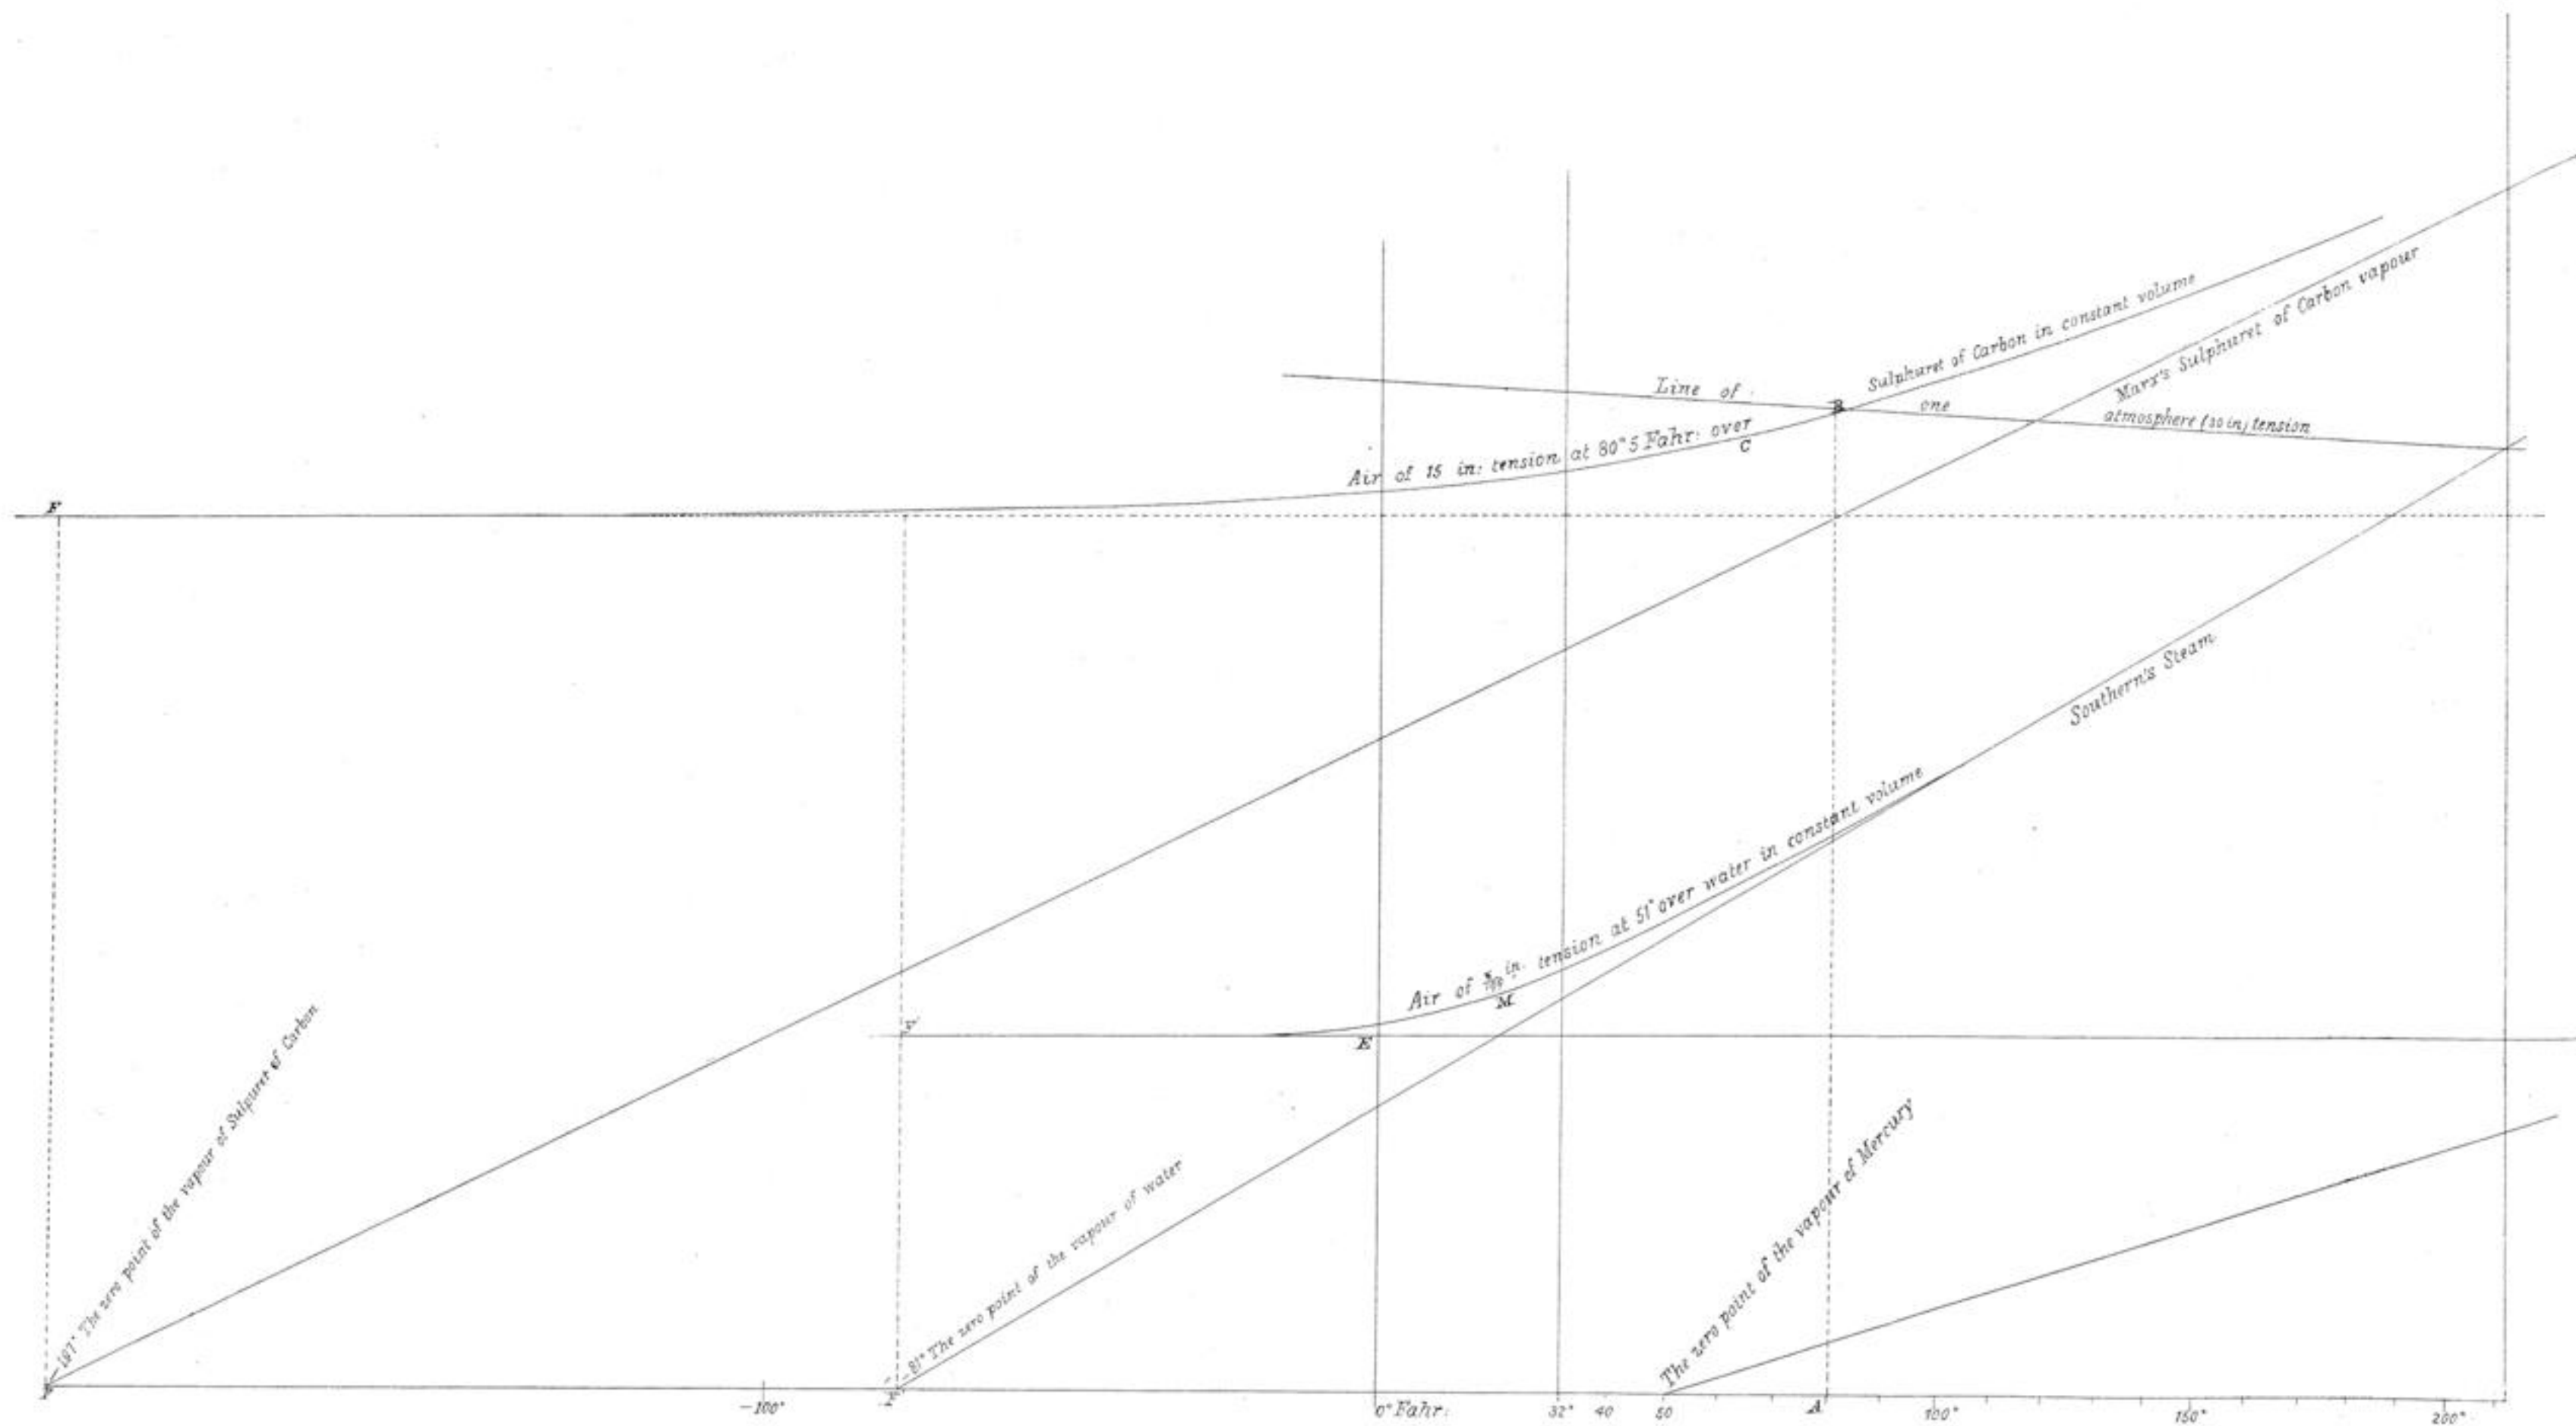 Sulphuret of Carbon in constant volume
Marx's Sulphuret of Carbon vapour
Line of one atmosphere (30 in) tension
B
Air of 15 in: tension at 80° 5 Fahr: over
C
F
Southern's Steam
Air of in. tension at 51° over water in constant volume
M
E
-197° The zero point of the vapour of Sulpuret of Carbon
81° The zero point of the vapour of water
The zero point of the vapour of Mercury
-100°
0° Fahr:
32°
40
50
A
100°
150°
200°